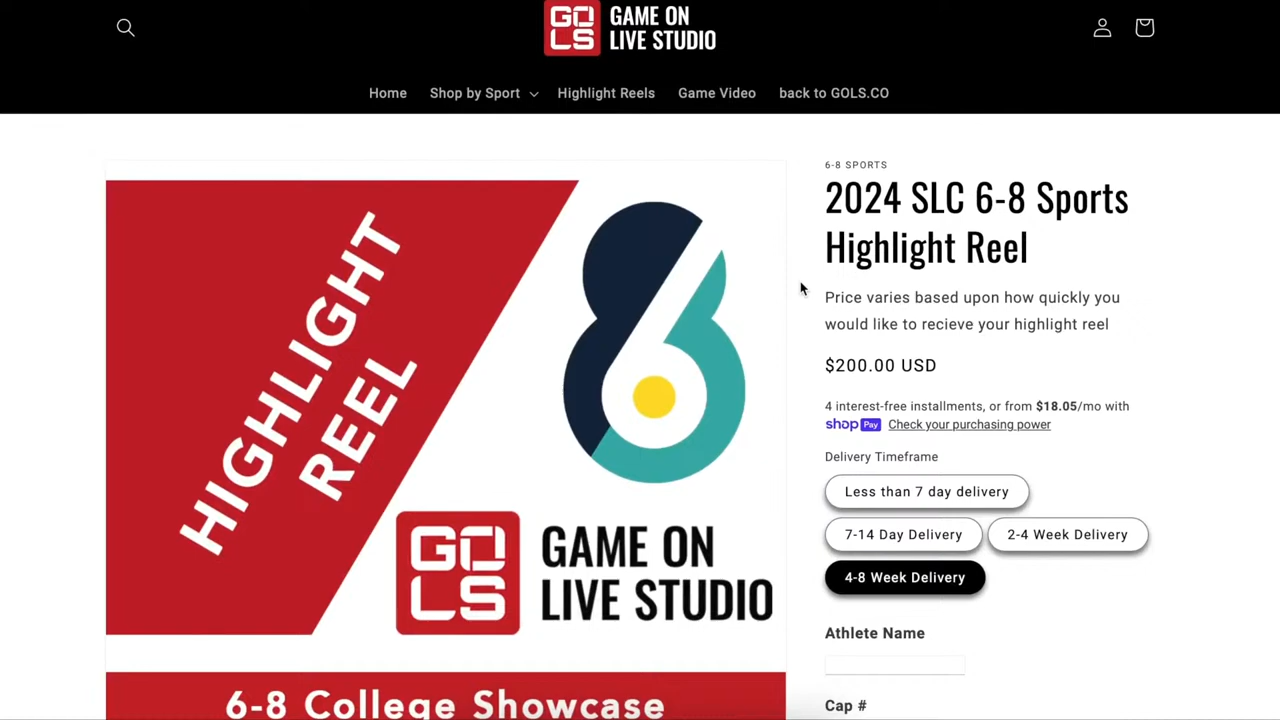 GOLS
GAME ON
LIVE STUDIO
Home
Shop by Sport
Highlight Reels
Game Video
back to GOLS.CO
HIGHLIGHT
REEL
GO
LS
GAME ON
LIVE STUDIO
6-8 College Showcase
6-8 SPORTS
2024 SLC 6-8 Sports
Highlight Reel
Price varies based upon how quickly you
would like to recieve your highlight reel
$200.00 USD
4 interest-free installments, or from $18.05/mo with
shop Pay Check your purchasing power
Delivery Timeframe
Less than 7 day delivery
7-14 Day Delivery
2-4 Week Delivery
4-8 Week Delivery
Athlete Name
Cap #